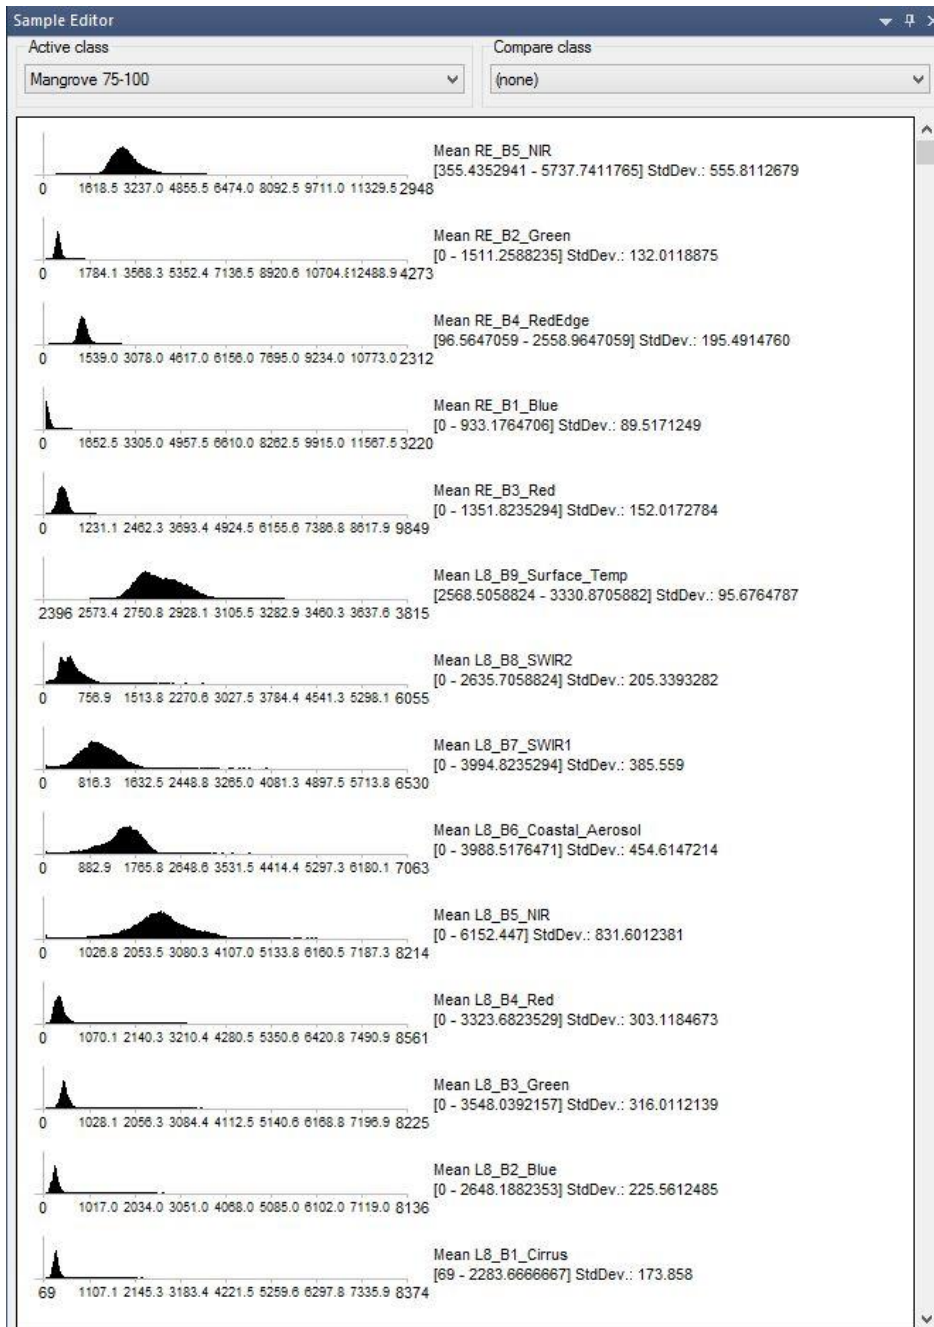 Sample Editor
Active class
Compare class
Mangrove 75-100
(none)
Mean RE_B5_NIR
[355.4352941 - 5737.7411765] StdDev.: 555.8112679
0 1618.5 3237.0 4855.5 6474.0 8092.5 9711.0 11329.5 2948
Mean RE_B2_Green
[0 - 1511.2588235] StdDev.: 132.0118875
0 1784.1 3568.3 5352.4 7136.5 8920.6 10704.8 12488.9 4273
Mean RE_B4_RedEdge
[96.5647059 - 2558.9647059] StdDev.: 195.4914760
0 1539.0 3078.0 4617.0 6156.0 7695.0 9234.0 10773.0 2312
Mean RE_B1_Blue
[0 - 933.1764706] StdDev.: 89.5171249
0 1652.5 3305.0 4957.5 6610.0 8262.5 9915.0 11567.5 3220
Mean RE_B3_Red
[0 - 1351.8235294] StdDev.: 152.0172784
0 1231.1 2462.3 3693.4 4924.5 6155.6 7386.8 8617.9 9849
Mean L8_B9_Surface_Temp
[2568.5058824 - 3330.8705882] StdDev.: 95.6764787
2396 2573.4 2750.8 2928.1 3105.5 3282.9 3460.3 3637.6 3815
Mean L8_B8_SWIR2
[0 - 2635.7058824] StdDev.: 205.3393282
0 756.9 1513.8 2270.6 3027.5 3784.4 4541.3 5298.1 6055
Mean L8_B7_SWIR1
[0 - 3994.8235294] StdDev.: 385.559
0 816.3 1632.5 2448.8 3265.0 4081.3 4897.5 5713.8 6530
Mean L8_B6_Coastal_Aerosol
[0 - 3988.5176471] StdDev.: 454.6147214
0 882.9 1765.8 2648.6 3531.5 4414.4 5297.3 6180.1 7063
Mean L8_B5_NIR
[0 - 6152.447] StdDev.: 831.6012381
0 1026.8 2053.5 3080.3 4107.0 5133.8 6160.5 7187.3 8214
Mean L8_B4_Red
[0 - 3323.6823529] StdDev.: 303.1184673
0 1070.1 2140.3 3210.4 4280.5 5350.6 6420.8 7490.9 8561
Mean L8_B3_Green
[0 - 3548.0392157] StdDev.: 316.0112139
0 1028.1 2056.3 3084.4 4112.5 5140.6 6168.8 7196.9 8225
Mean L8_B2_Blue
[0 - 2648.1882353] StdDev.: 225.5612485
0 1017.0 2034.0 3051.0 4068.0 5085.0 6102.0 7119.0 8136
Mean L8_B1_Cirrus
[69 - 2283.6666667] StdDev.: 173.858
69 1107.1 2145.3 3183.4 4221.5 5259.6 6297.8 7335.9 8374